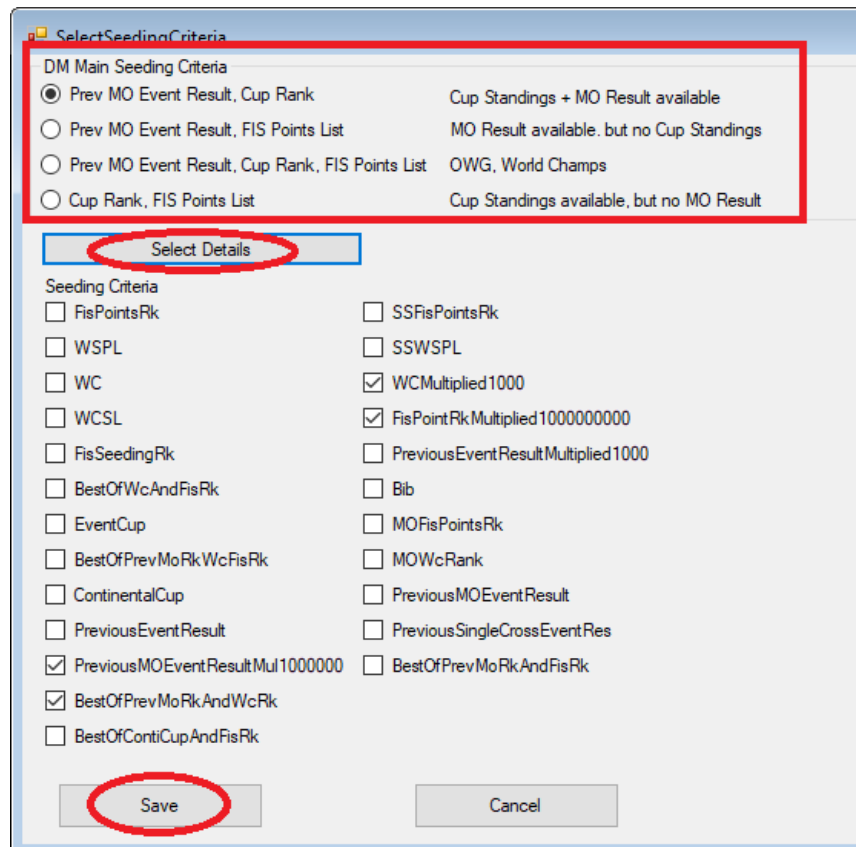 SelectSeedingCriteria
DM Main Seeding Criteria
Prev MO Event Result, Cup Rank Cup Standings + MO Result available
Prev MO Event Result, FIS Points List MO Result available. but no Cup Standings
Prev MO Event Result, Cup Rank, FIS Points List OWG, World Champs
Cup Rank, FIS Points List Cup Standings available, but no MO Result
Select Details
Seeding Criteria
FisPointsRk SSFisPointsRk
WSPL SSWSPL
WC WCMultiplied1000
WCSL FisPointRkMultiplied1000000000
FisSeedingRk PreviousEventResultMultiplied1000
BestOfWcAndFisRk Bib
EventCup MOFisPointsRk
BestOfPrevMoRkWcFisRk MOWcRank
ContinentalCup PreviousMOEventResult
PreviousEventResult PreviousSingleCrossEventRes
PreviousMOEventResultMul1000000 BestOfPrevMoRkAndFisRk
BestOfPrevMoRkAndWcRk
BestOfContiCupAndFisRk
Save Cancel